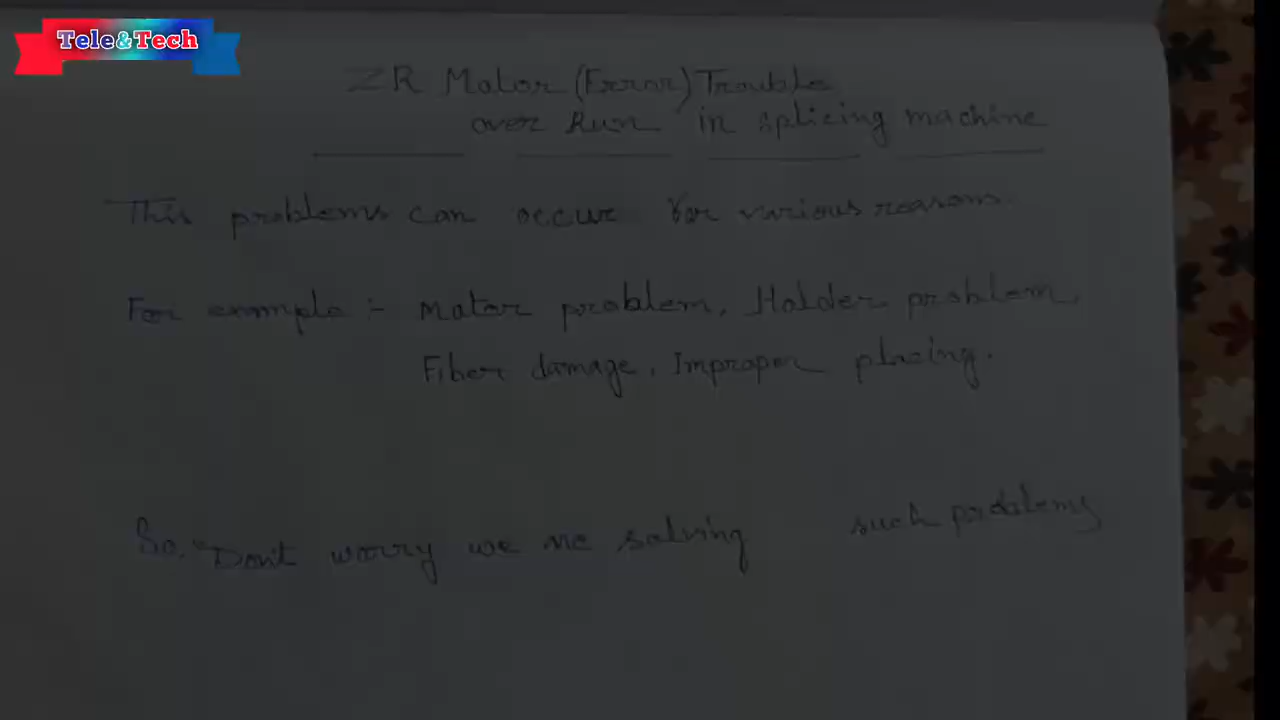 Tele&Tech
ZR Motor (Error) Trouble
over Run in splicing machine
This problems can occur for various reasons.
For example :- Motor problem, Holder problem,
Fiber damage, Improper placing.
So, "Don't worry we are solving such problems